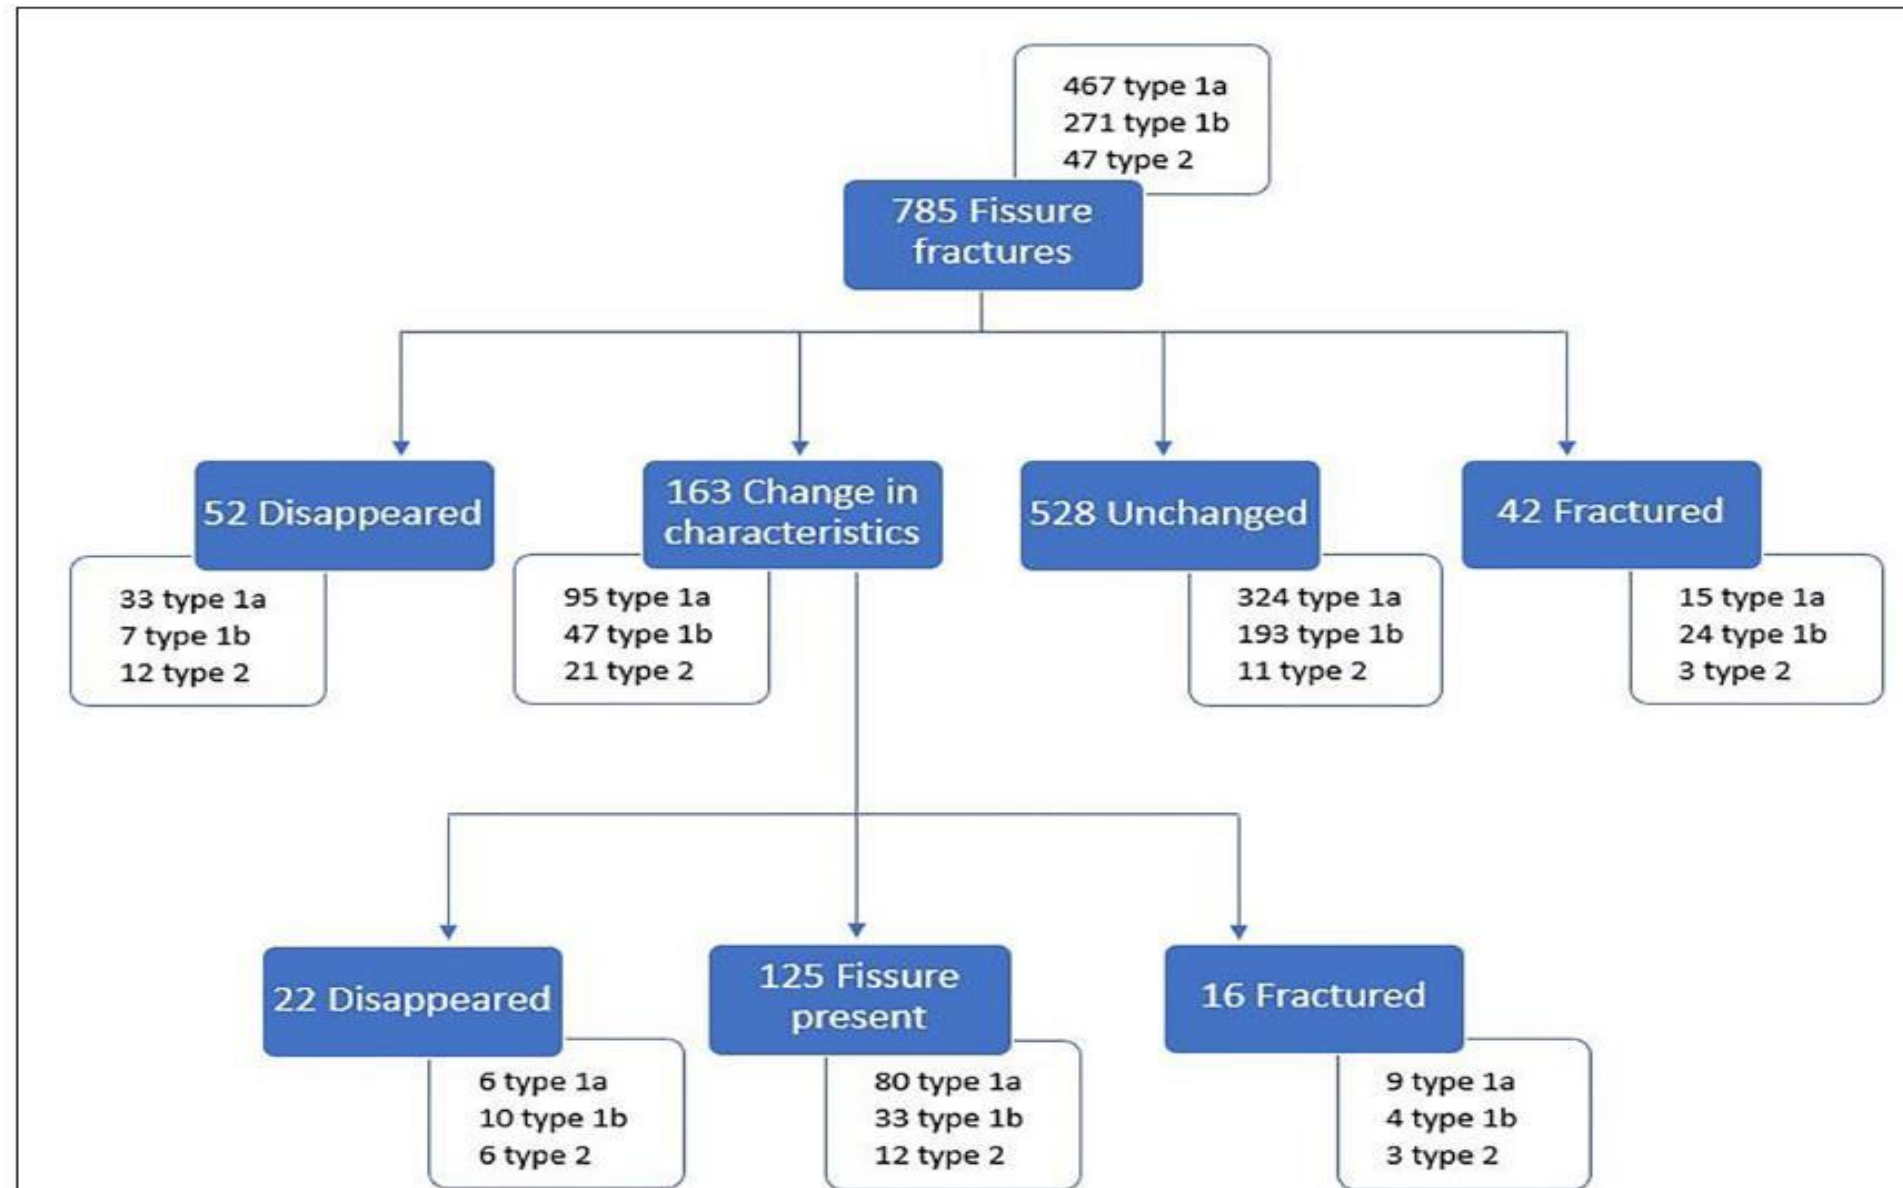 467 type 1a
271 type 1b
47 type 2
785 Fissure
fractures
52 Disappeared
33 type 1a
7 type 1b
12 type 2
163 Change in
characteristics
95 type 1a
47 type 1b
21 type 2
528 Unchanged
324 type 1a
193 type 1b
11 type 2
42 Fractured
15 type 1a
24 type 1b
3 type 2
22 Disappeared
6 type 1a
10 type 1b
6 type 2
125 Fissure
present
80 type 1a
33 type 1b
12 type 2
16 Fractured
9 type 1a
4 type 1b
3 type 2